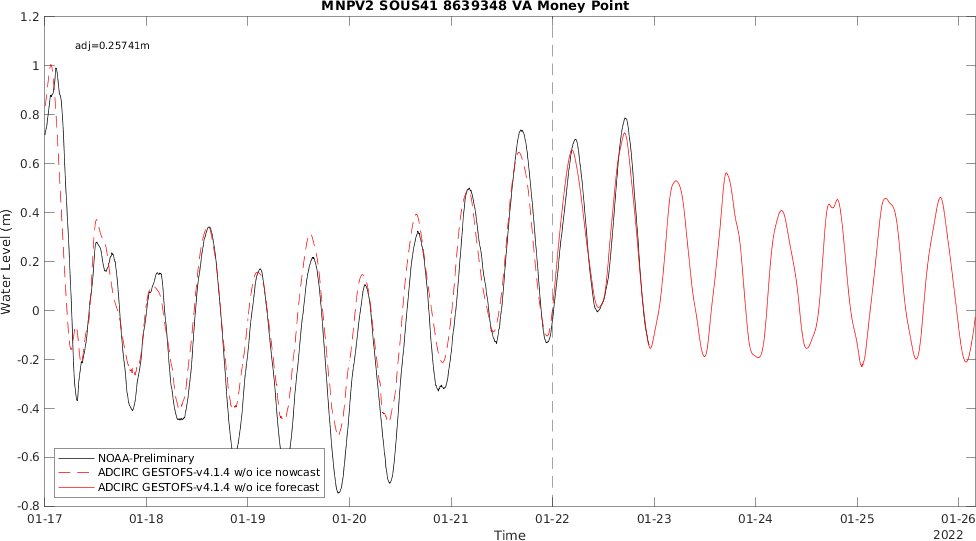 MNPV2 SOUS41 8639348 VA Money Point
adj=0.25741m
1.2
1
0.8
0.6
0.4
0.2
0
-0.2
-0.4
-0.6
-0.8
Water Level (m)
NOAA-Preliminary
ADCIRC GESTOFS-v4.1.4 w/o ice nowcast
ADCIRC GESTOFS-v4.1.4 w/o ice forecast
01-17 01-18 01-19 01-20 01-21 01-22 01-23 01-24 01-25 01-26
Time
2022